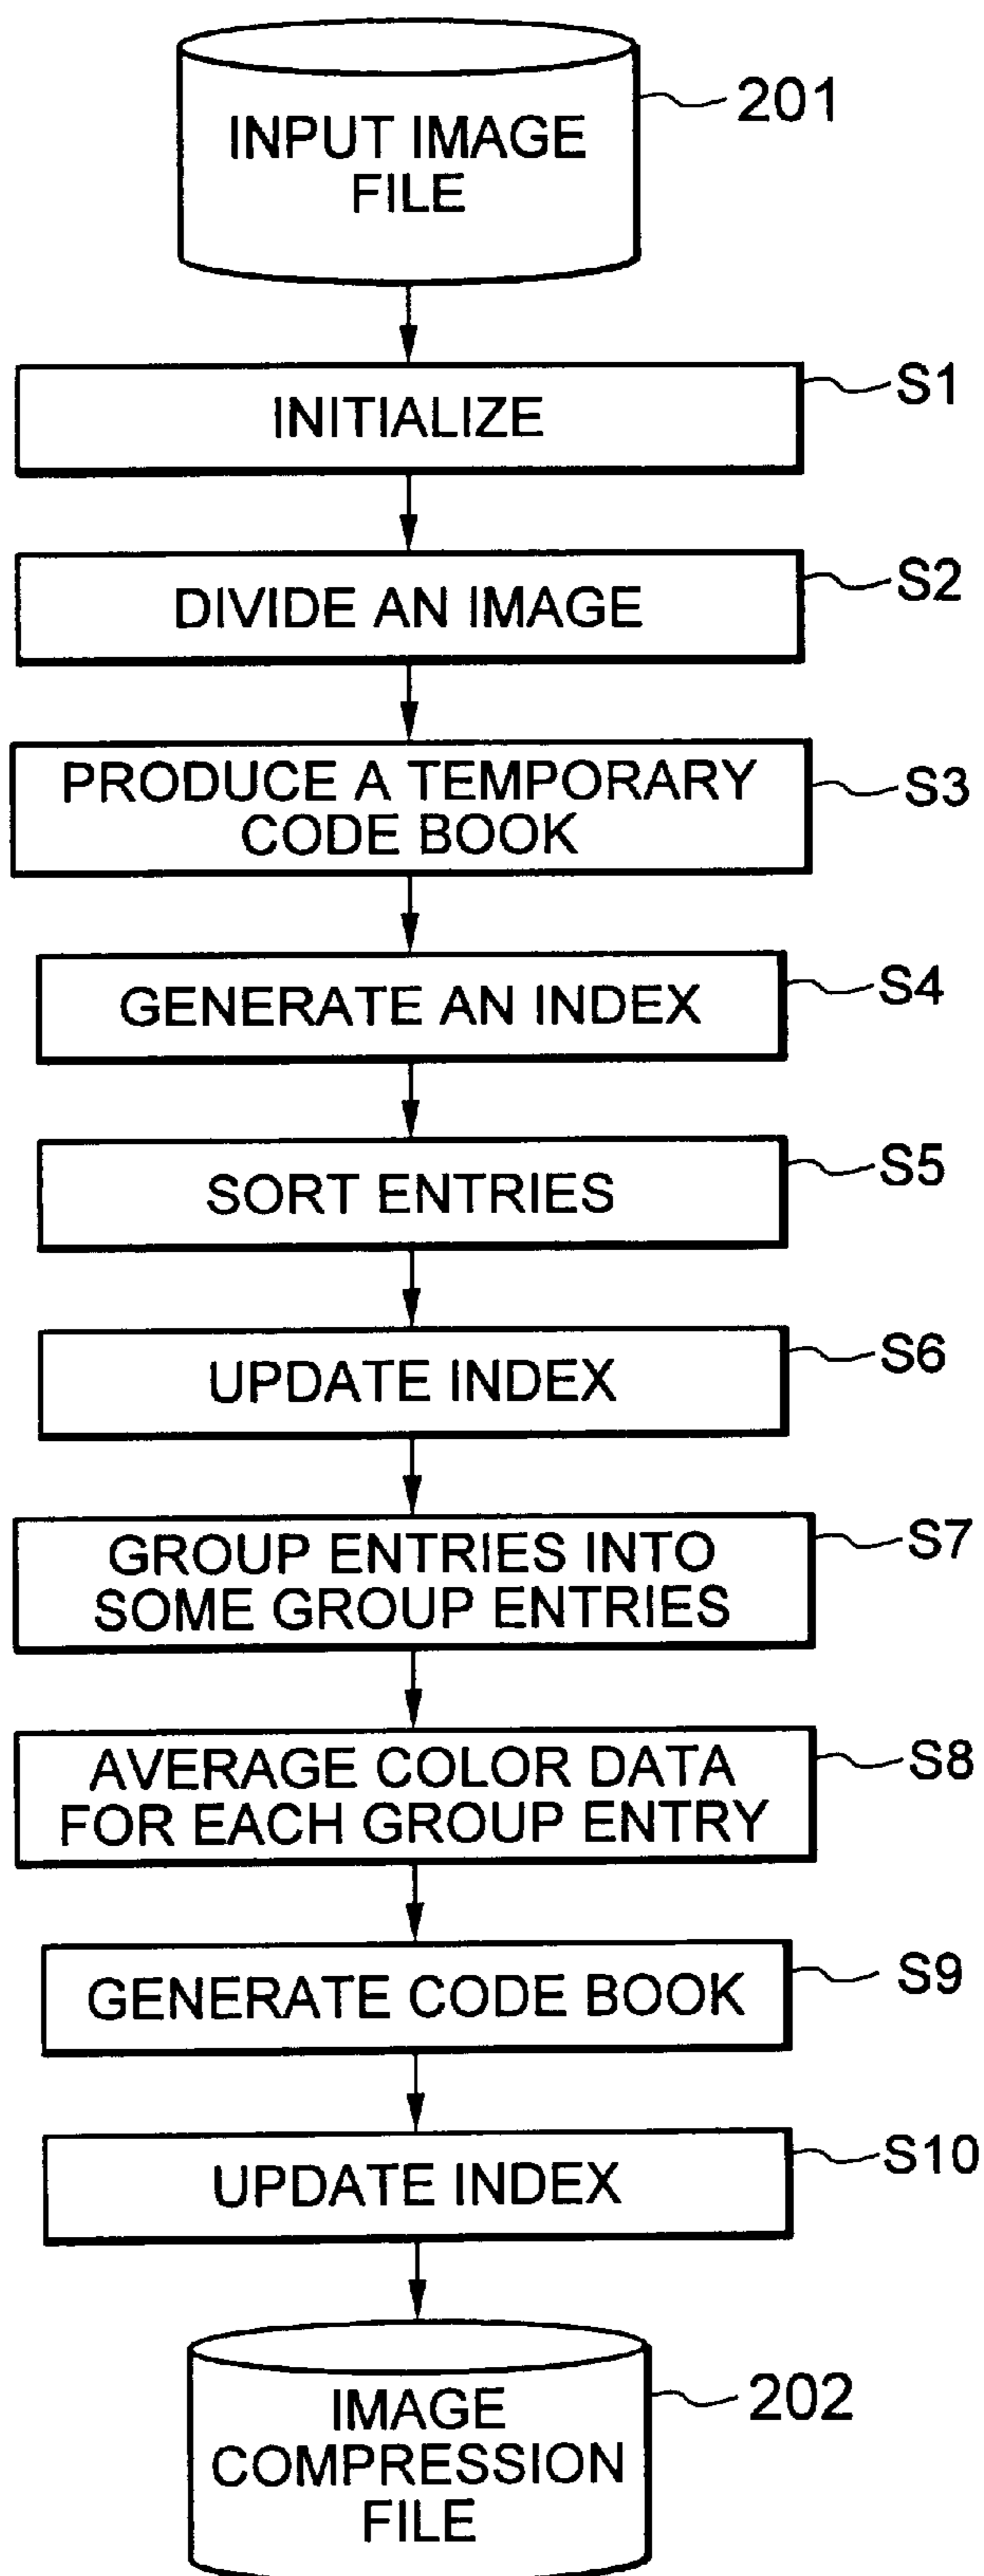 INPUT IMAGE
FILE
201
INITIALIZE
S1
DIVIDE AN IMAGE
S2
PRODUCE A TEMPORARY
CODE BOOK
S3
GENERATE AN INDEX
S4
SORT ENTRIES
S5
UPDATE INDEX
S6
GROUP ENTRIES INTO
SOME GROUP ENTRIES
S7
AVERAGE COLOR DATA
FOR EACH GROUP ENTRY
S8
GENERATE CODE BOOK
S9
UPDATE INDEX
S10
IMAGE
COMPRESSION
FILE
202